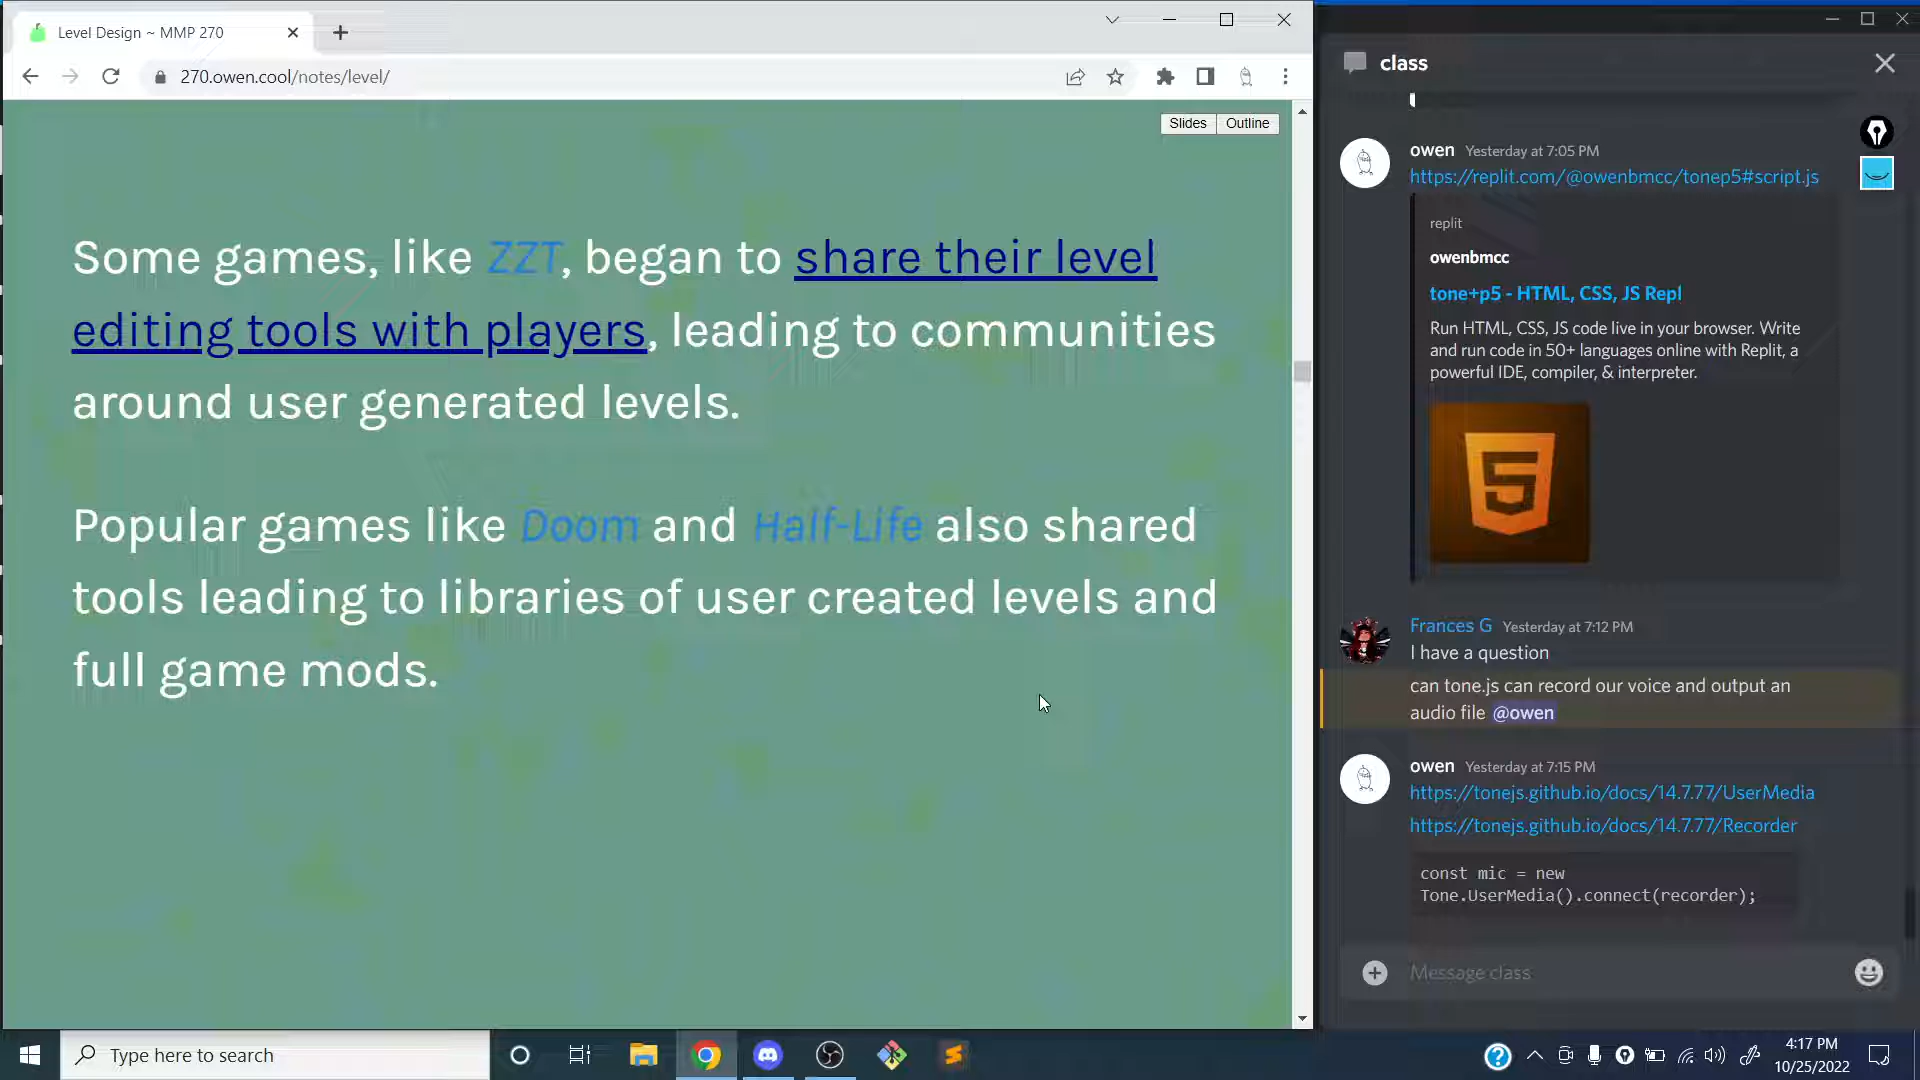 Level Design ~ MMP 270
270.owen.cool/notes/level/
Slides Outline
Some games, like ZZT, began to share their level
editing tools with players, leading to communities
around user generated levels.
Popular games like Doom and Half-Life also shared
tools leading to libraries of user created levels and
full game mods.
class
owen Yesterday at 7:05 PM
https://replit.com/@owenbmcc/tonep5#script.js
replit
owenbmcc
tone+p5 - HTML, CSS, JS Repl
Run HTML, CSS, JS code live in your browser. Write
and run code in 50+ languages online with Replit, a
powerful IDE, compiler, & interpreter.
5
Frances G Yesterday at 7:12 PM
I have a question
can tone.js can record our voice and output an
audio file @owen
owen Yesterday at 7:15 PM
https://tonejs.github.io/docs/14.7.77/UserMedia
https://tonejs.github.io/docs/14.7.77/Recorder
const mic = new
Tone.UserMedia().connect(recorder);
Message class
Type here to search
4:17 PM
10/25/2022